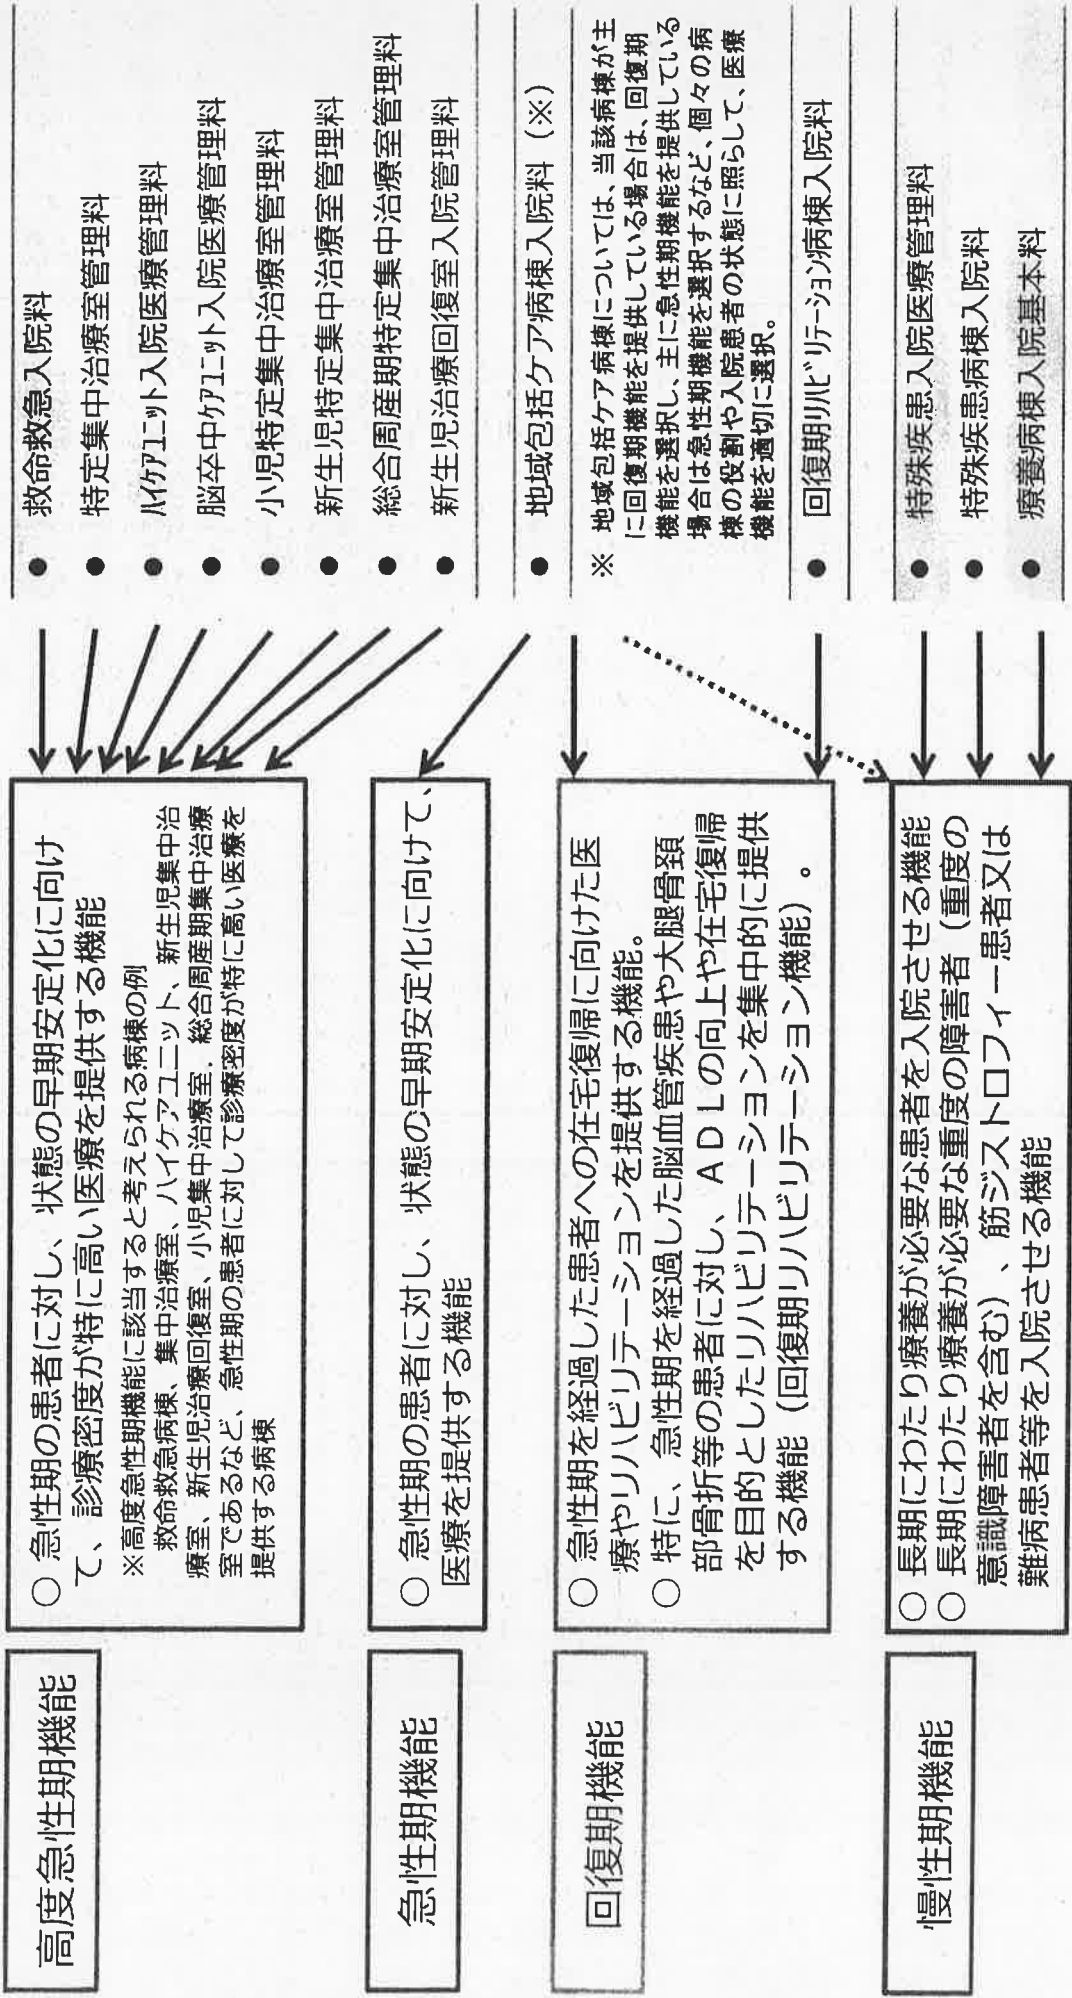 高度急性期機能
○ 急性期の患者に対し、状態の早期安定化に向け
て、診療密度が特に高い医療を提供する機能
※高度急性期機能に該当すると考えられる病棟の例
救命救急病棟、集中治療室、ハイケアユニット、新生児集中治
療室、新生児治療回復室、小児集中治療室、総合周産期集中治療
室であるなど、急性期の患者に対して診療密度が特に高い医療を
提供する病棟
● 救命救急入院料
● 特定集中治療室管理料
● ﾊｲｹｱﾕﾆｯﾄ入院医療管理料
● 脳卒中ｹｱﾕﾆｯﾄ入院医療管理料
● 小児特定集中治療室管理料
● 新生児特定集中治療室管理料
● 総合周産期特定集中治療室管理料
● 新生児治療回復室入院管理料
急性期機能
○ 急性期の患者に対し、状態の早期安定化に向けて、
医療を提供する機能
● 地域包括ケア病棟入院料（※）
※ 地域包括ケア病棟については、当該病棟が主
に回復期機能を提供している場合は、回復期
機能を選択し、主に急性期機能を提供している
場合は急性期機能を選択するなど、個々の病
棟の役割や入院患者の状態に照らして、医療
機能を適切に選択。
回復期機能
○ 急性期を経過した患者への在宅復帰に向けた医
療やリハビリテーションを提供する機能。
○ 特に、急性期を経過した脳血管疾患や大腿骨頚
部骨折等の患者に対し、ＡＤＬの向上や在宅復帰
を目的としたリハビリテーションを集中的に提供
する機能（回復期リハビリテーション機能）。
● 回復期ﾘﾊﾋﾞﾘﾃｰｼｮﾝ病棟入院料
慢性期機能
○ 長期にわたり療養が必要な患者を入院させる機能
○ 長期にわたり療養が必要な重度の障害者（重度の
意識障害者を含む）、筋ジストロフィー患者又は
難病患者等を入院させる機能
● 特殊疾患入院医療管理料
● 特殊疾患病棟入院料
● 療養病棟入院基本料